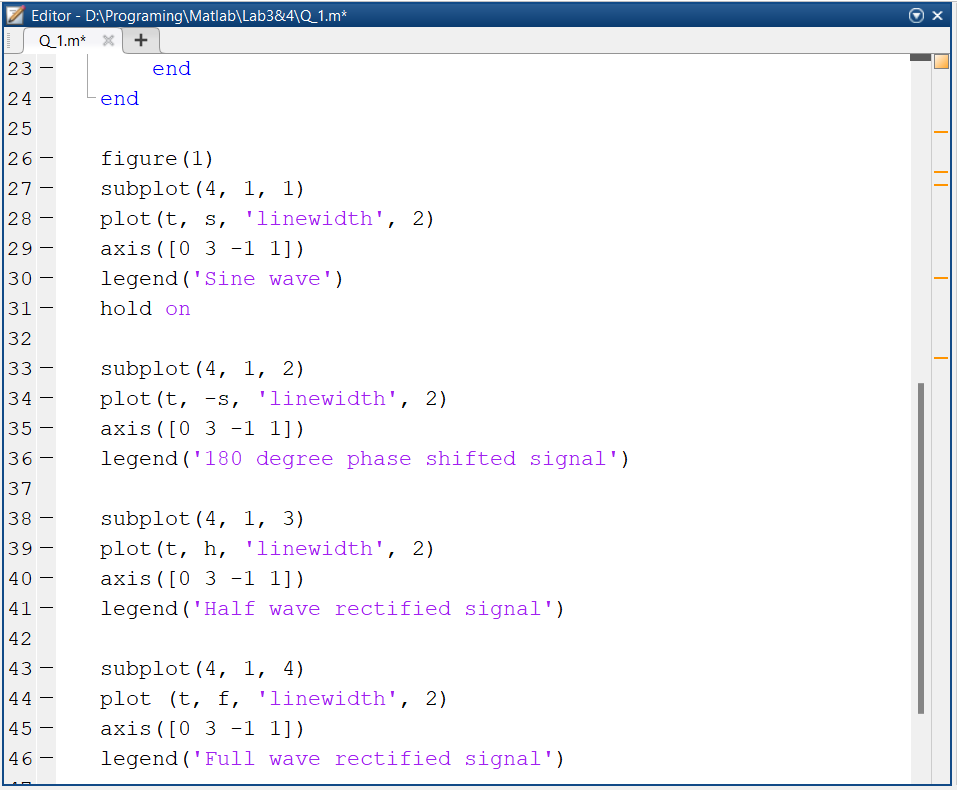 Editor - D:\Programing\Matlab\Lab3&4\Q_1.m*
Q_1.m* +
23 end
24 end
25
26 figure(1)
27 subplot(4, 1, 1)
28 plot(t, s, 'linewidth', 2)
29 axis([0 3 -1 1])
30 legend('Sine wave')
31 hold on
32
33 subplot(4, 1, 2)
34 plot(t, -s, 'linewidth', 2)
35 axis([0 3 -1 1])
36 legend('180 degree phase shifted signal')
37
38 subplot(4, 1, 3)
39 plot(t, h, 'linewidth', 2)
40 axis([0 3 -1 1])
41 legend('Half wave rectified signal')
42
43 subplot(4, 1, 4)
44 plot (t, f, 'linewidth', 2)
45 axis([0 3 -1 1])
46 legend('Full wave rectified signal')